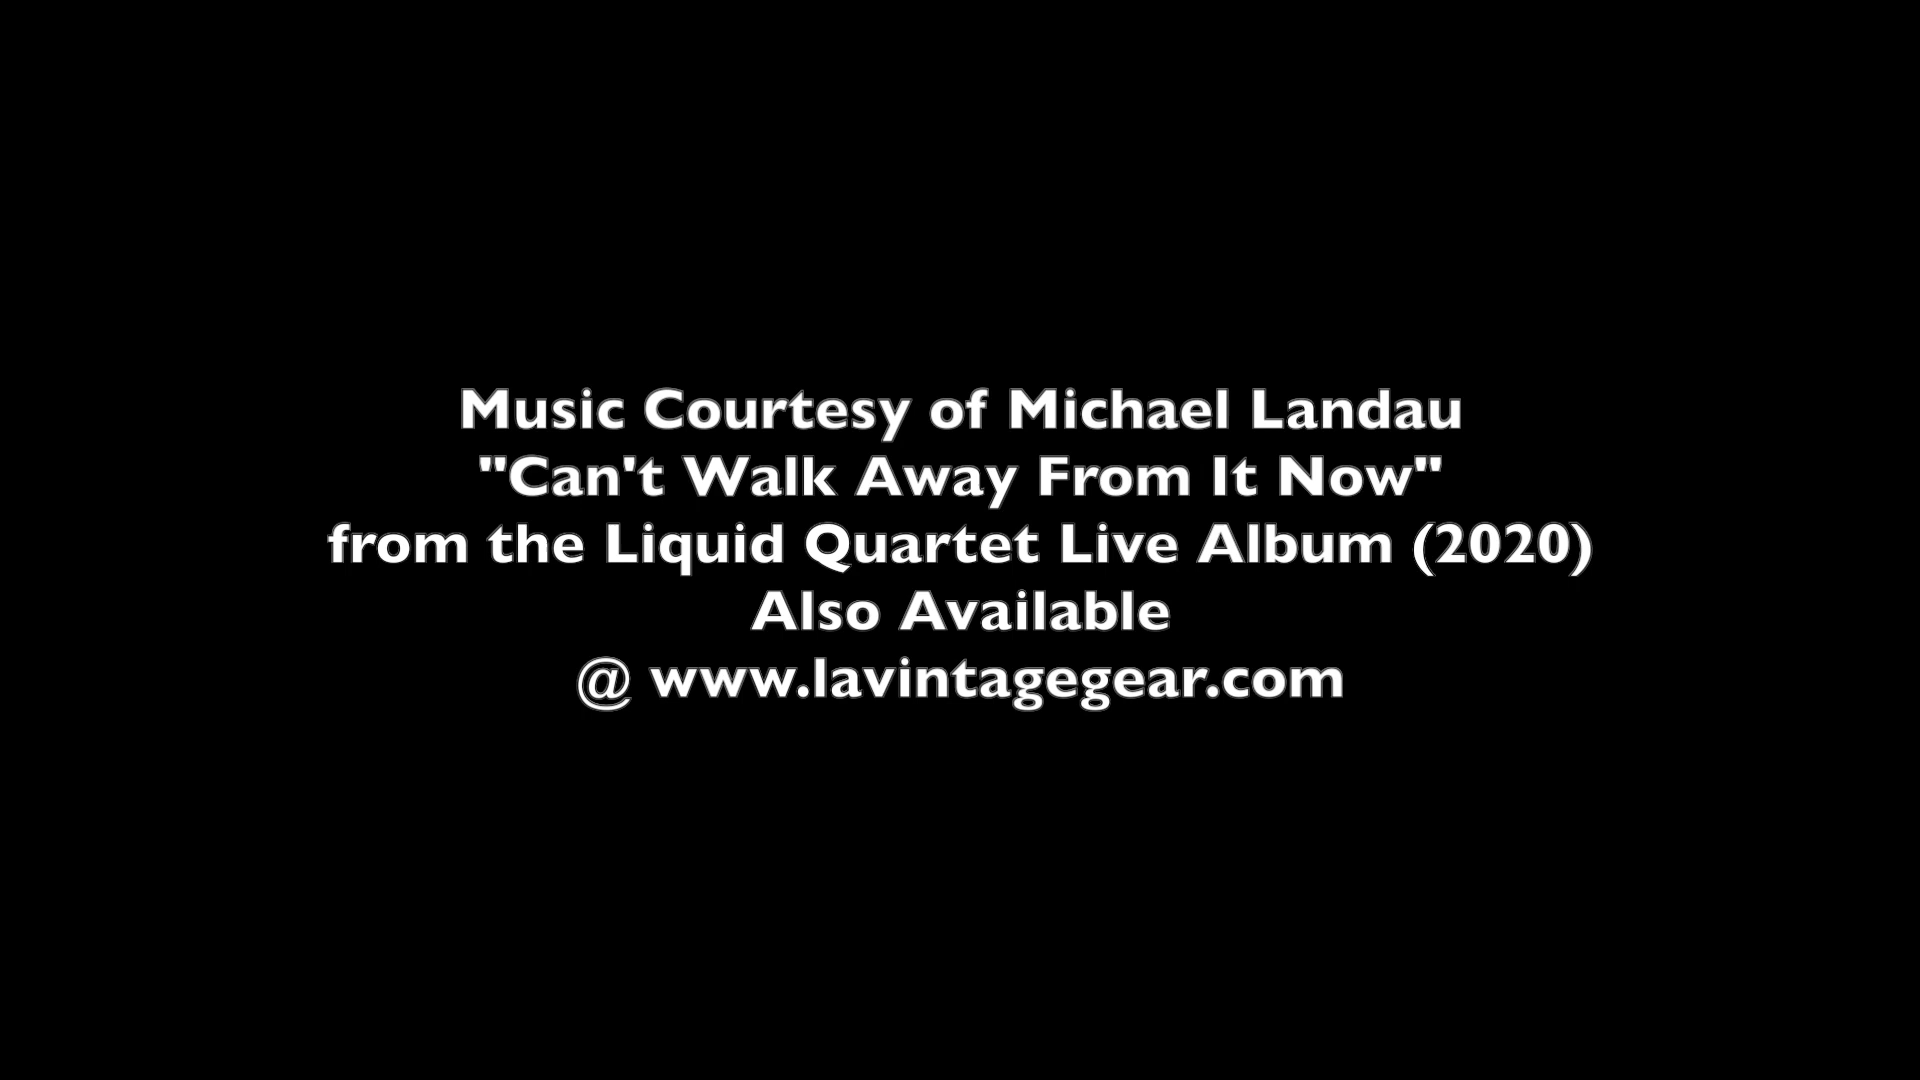 Music Courtesy of Michael Landau
"Can't Walk Away From It Now"
from the Liquid Quartet Live Album (2020)
Also Available
@ www.lavintagegear.com